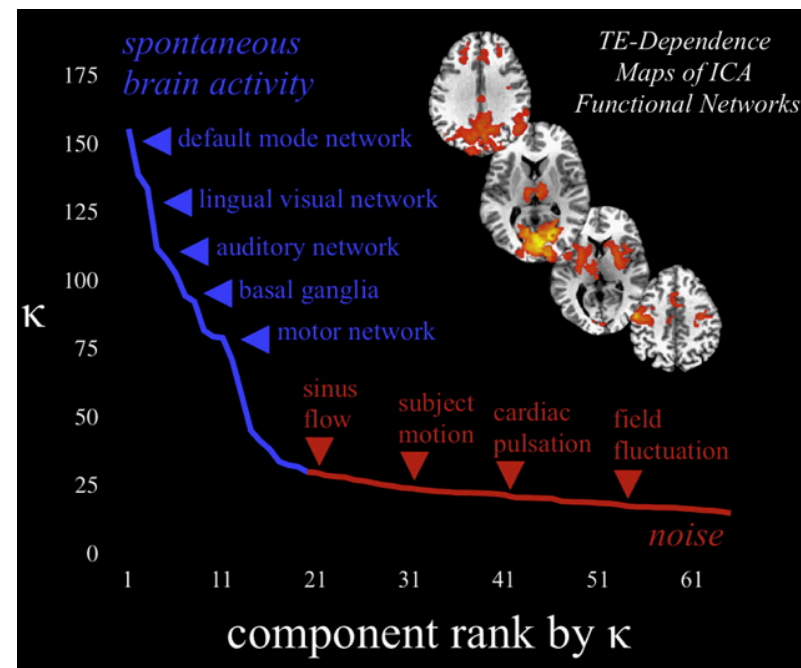 spontaneous
brain activity
TE-Dependence
Maps of ICA
Functional Networks
175
150
125
100
75
50
25
0
κ
default mode network
lingual visual network
auditory network
basal ganglia
motor network
sinus
flow
subject
motion
cardiac
pulsation
field
fluctuation
noise
1 11 21 31 41 51 61
component rank by κ